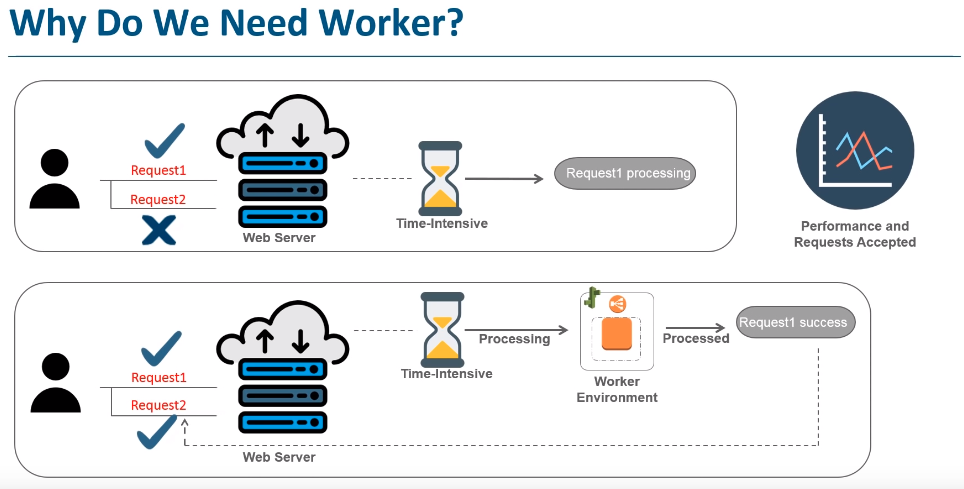 Why Do We Need Worker?
Request1
Request2
Web Server
Time-Intensive
Request1 processing
Performance and
Requests Accepted
Request1
Request2
Web Server
Time-Intensive
Processing
Worker
Environment
Processed
Request1 success